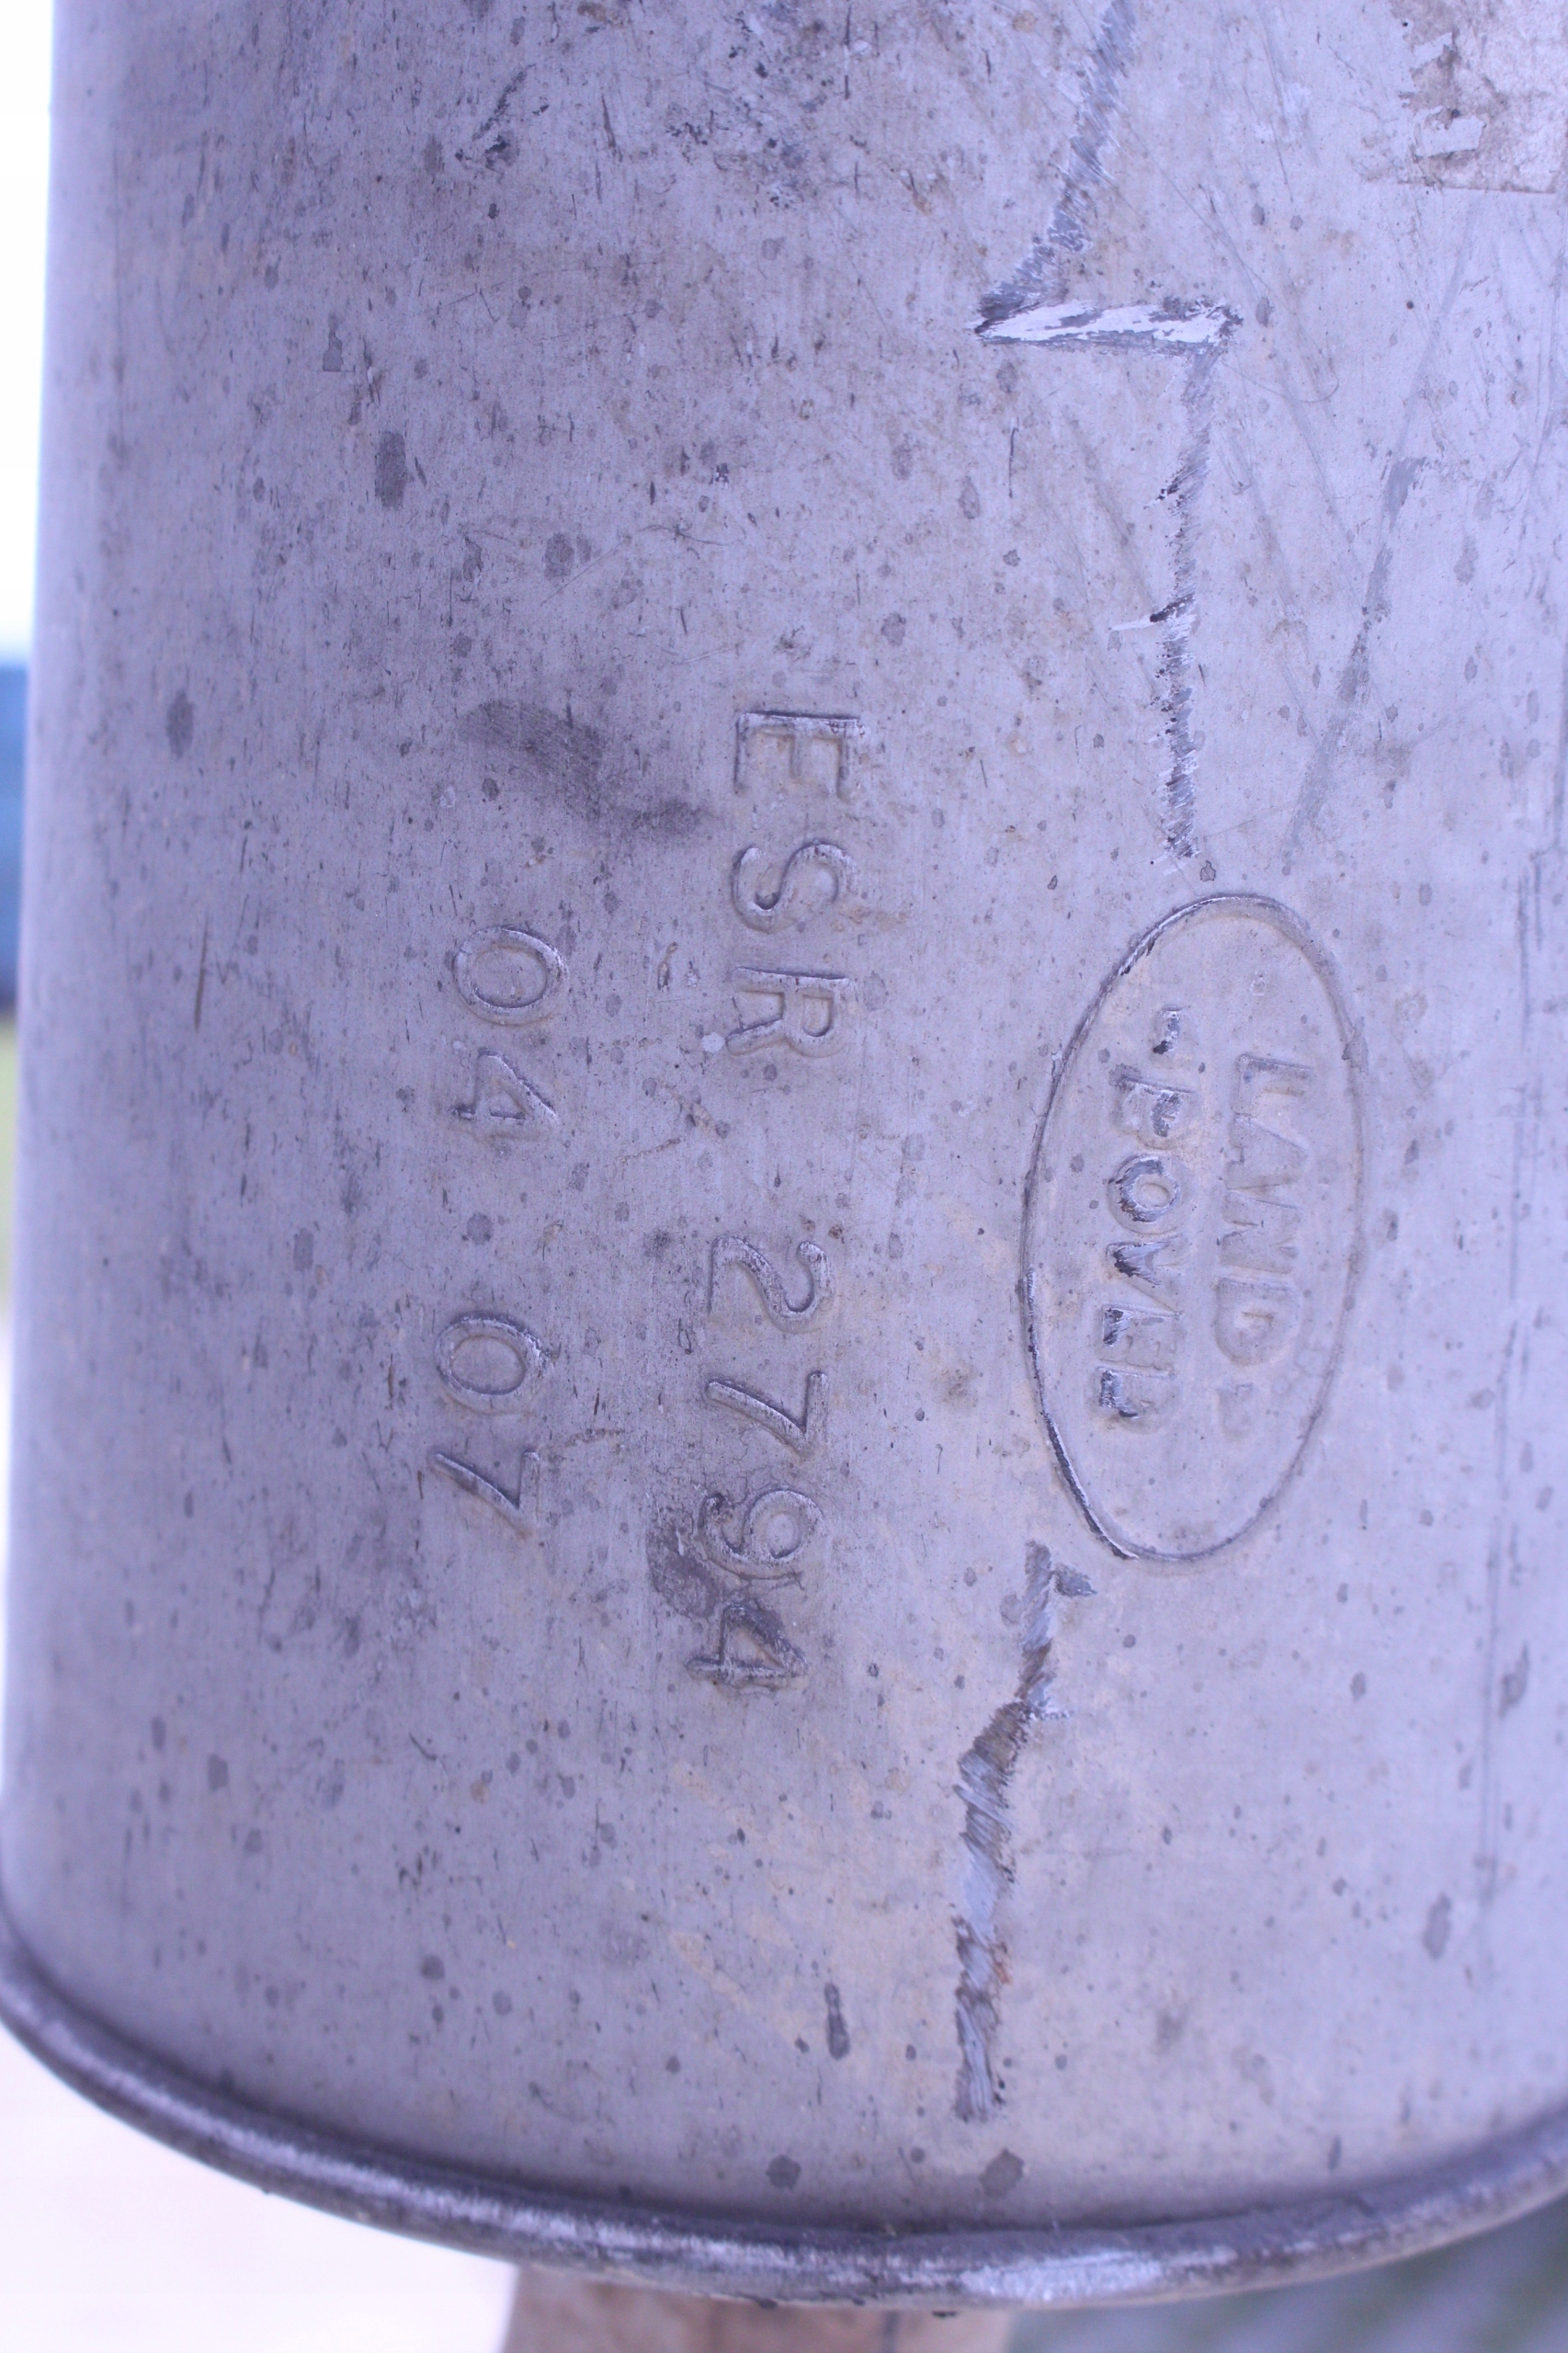 LAND-
-ROVER
ESR 2794
04 07